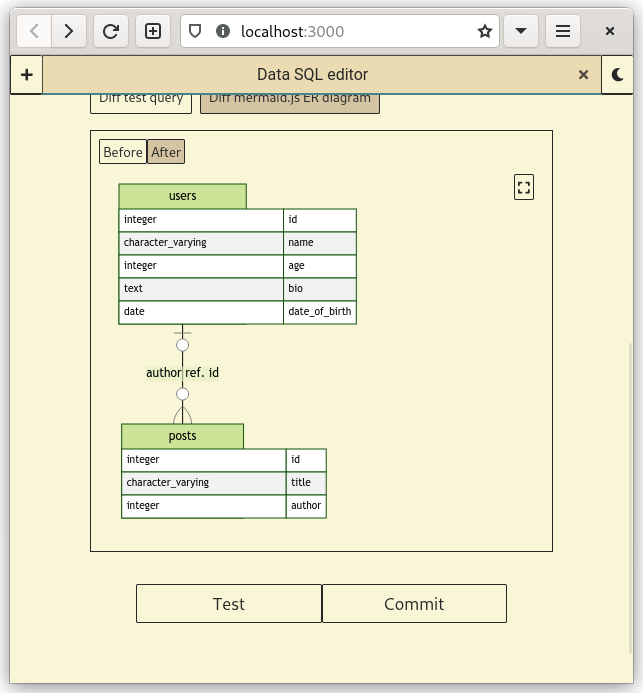 localhost:3000
+ Data SQL editor ×
Diff test query Diff mermaid.js ER diagram
Before After
users
integer id
character_varying name
integer age
text bio
date date_of_birth
author ref. id
posts
integer id
character_varying title
integer author
Test Commit